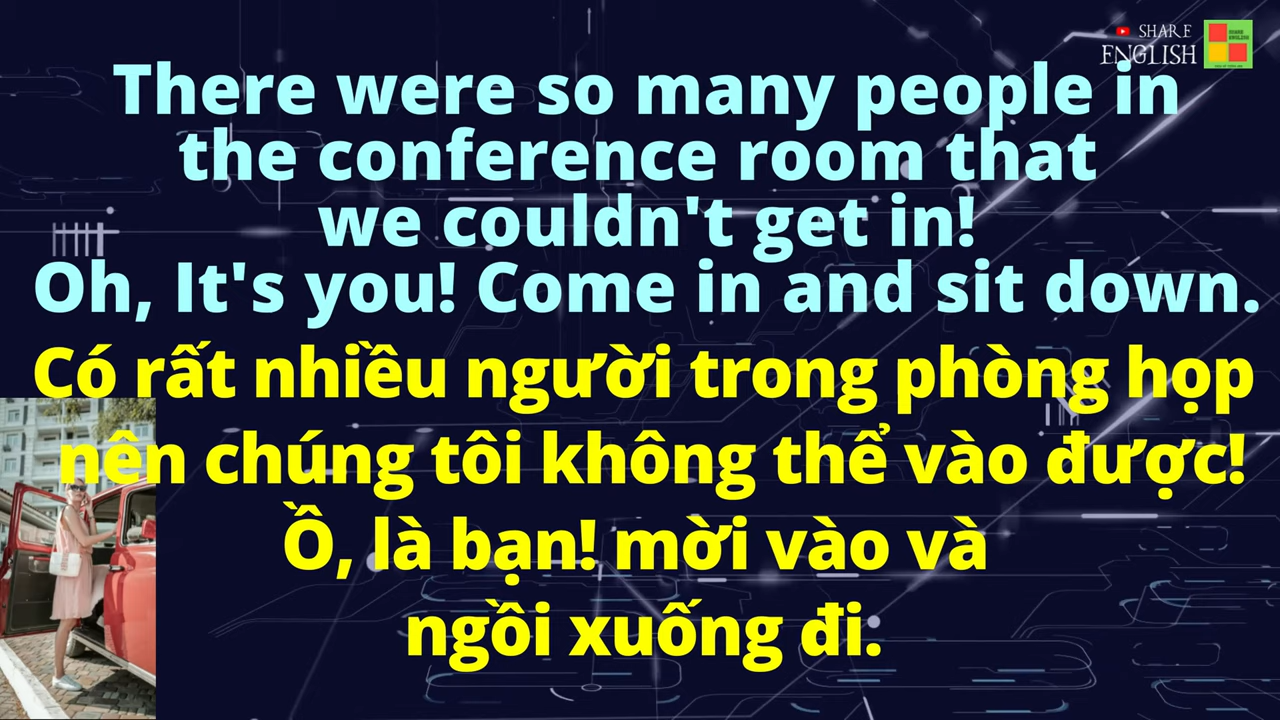 SHARE
ENGLISH
There were so many people in
the conference room that
we couldn't get in!
Oh, It's you! Come in and sit down.
Có rất nhiều người trong phòng họp
nên chúng tôi không thể vào được!
Ồ, là bạn! mời vào và
ngồi xuống đi.